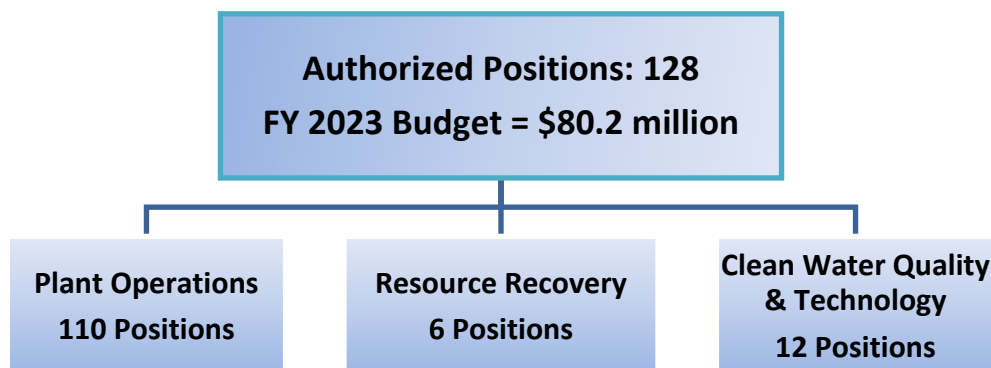 Authorized Positions: 128
FY 2023 Budget = $80.2 million
Plant Operations
110 Positions
Resource Recovery
6 Positions
Clean Water Quality
& Technology
12 Positions